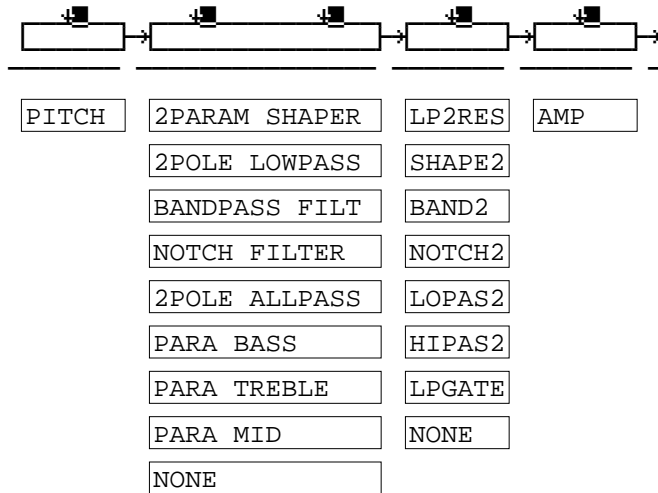 PITCH 2PARAM SHAPER LP2RES AMP
2POLE LOWPASS SHAPE2
BANDPASS FILT BAND2
NOTCH FILTER NOTCH2
2POLE ALLPASS LOPAS2
PARA BASS HIPAS2
PARA TREBLE LPGATE
PARA MID NONE
NONE